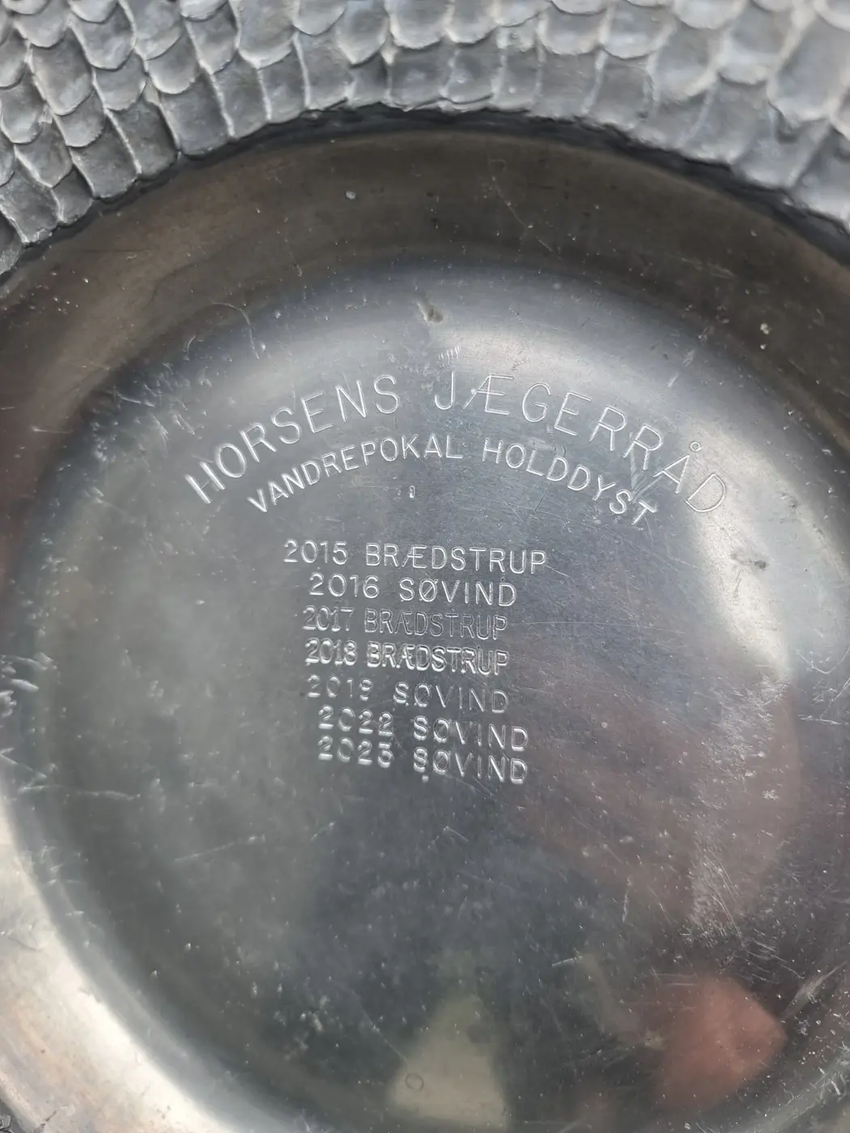 HORSENS JÆGERRÅD
VANDREPOKAL HOLDDYST
2015 BRÆDSTRUP
2016 SØVIND
2017 BRÆDSTRUP
2018 BRÆDSTRUP
2019 SØVIND
2022 SØVIND
2023 SØVIND